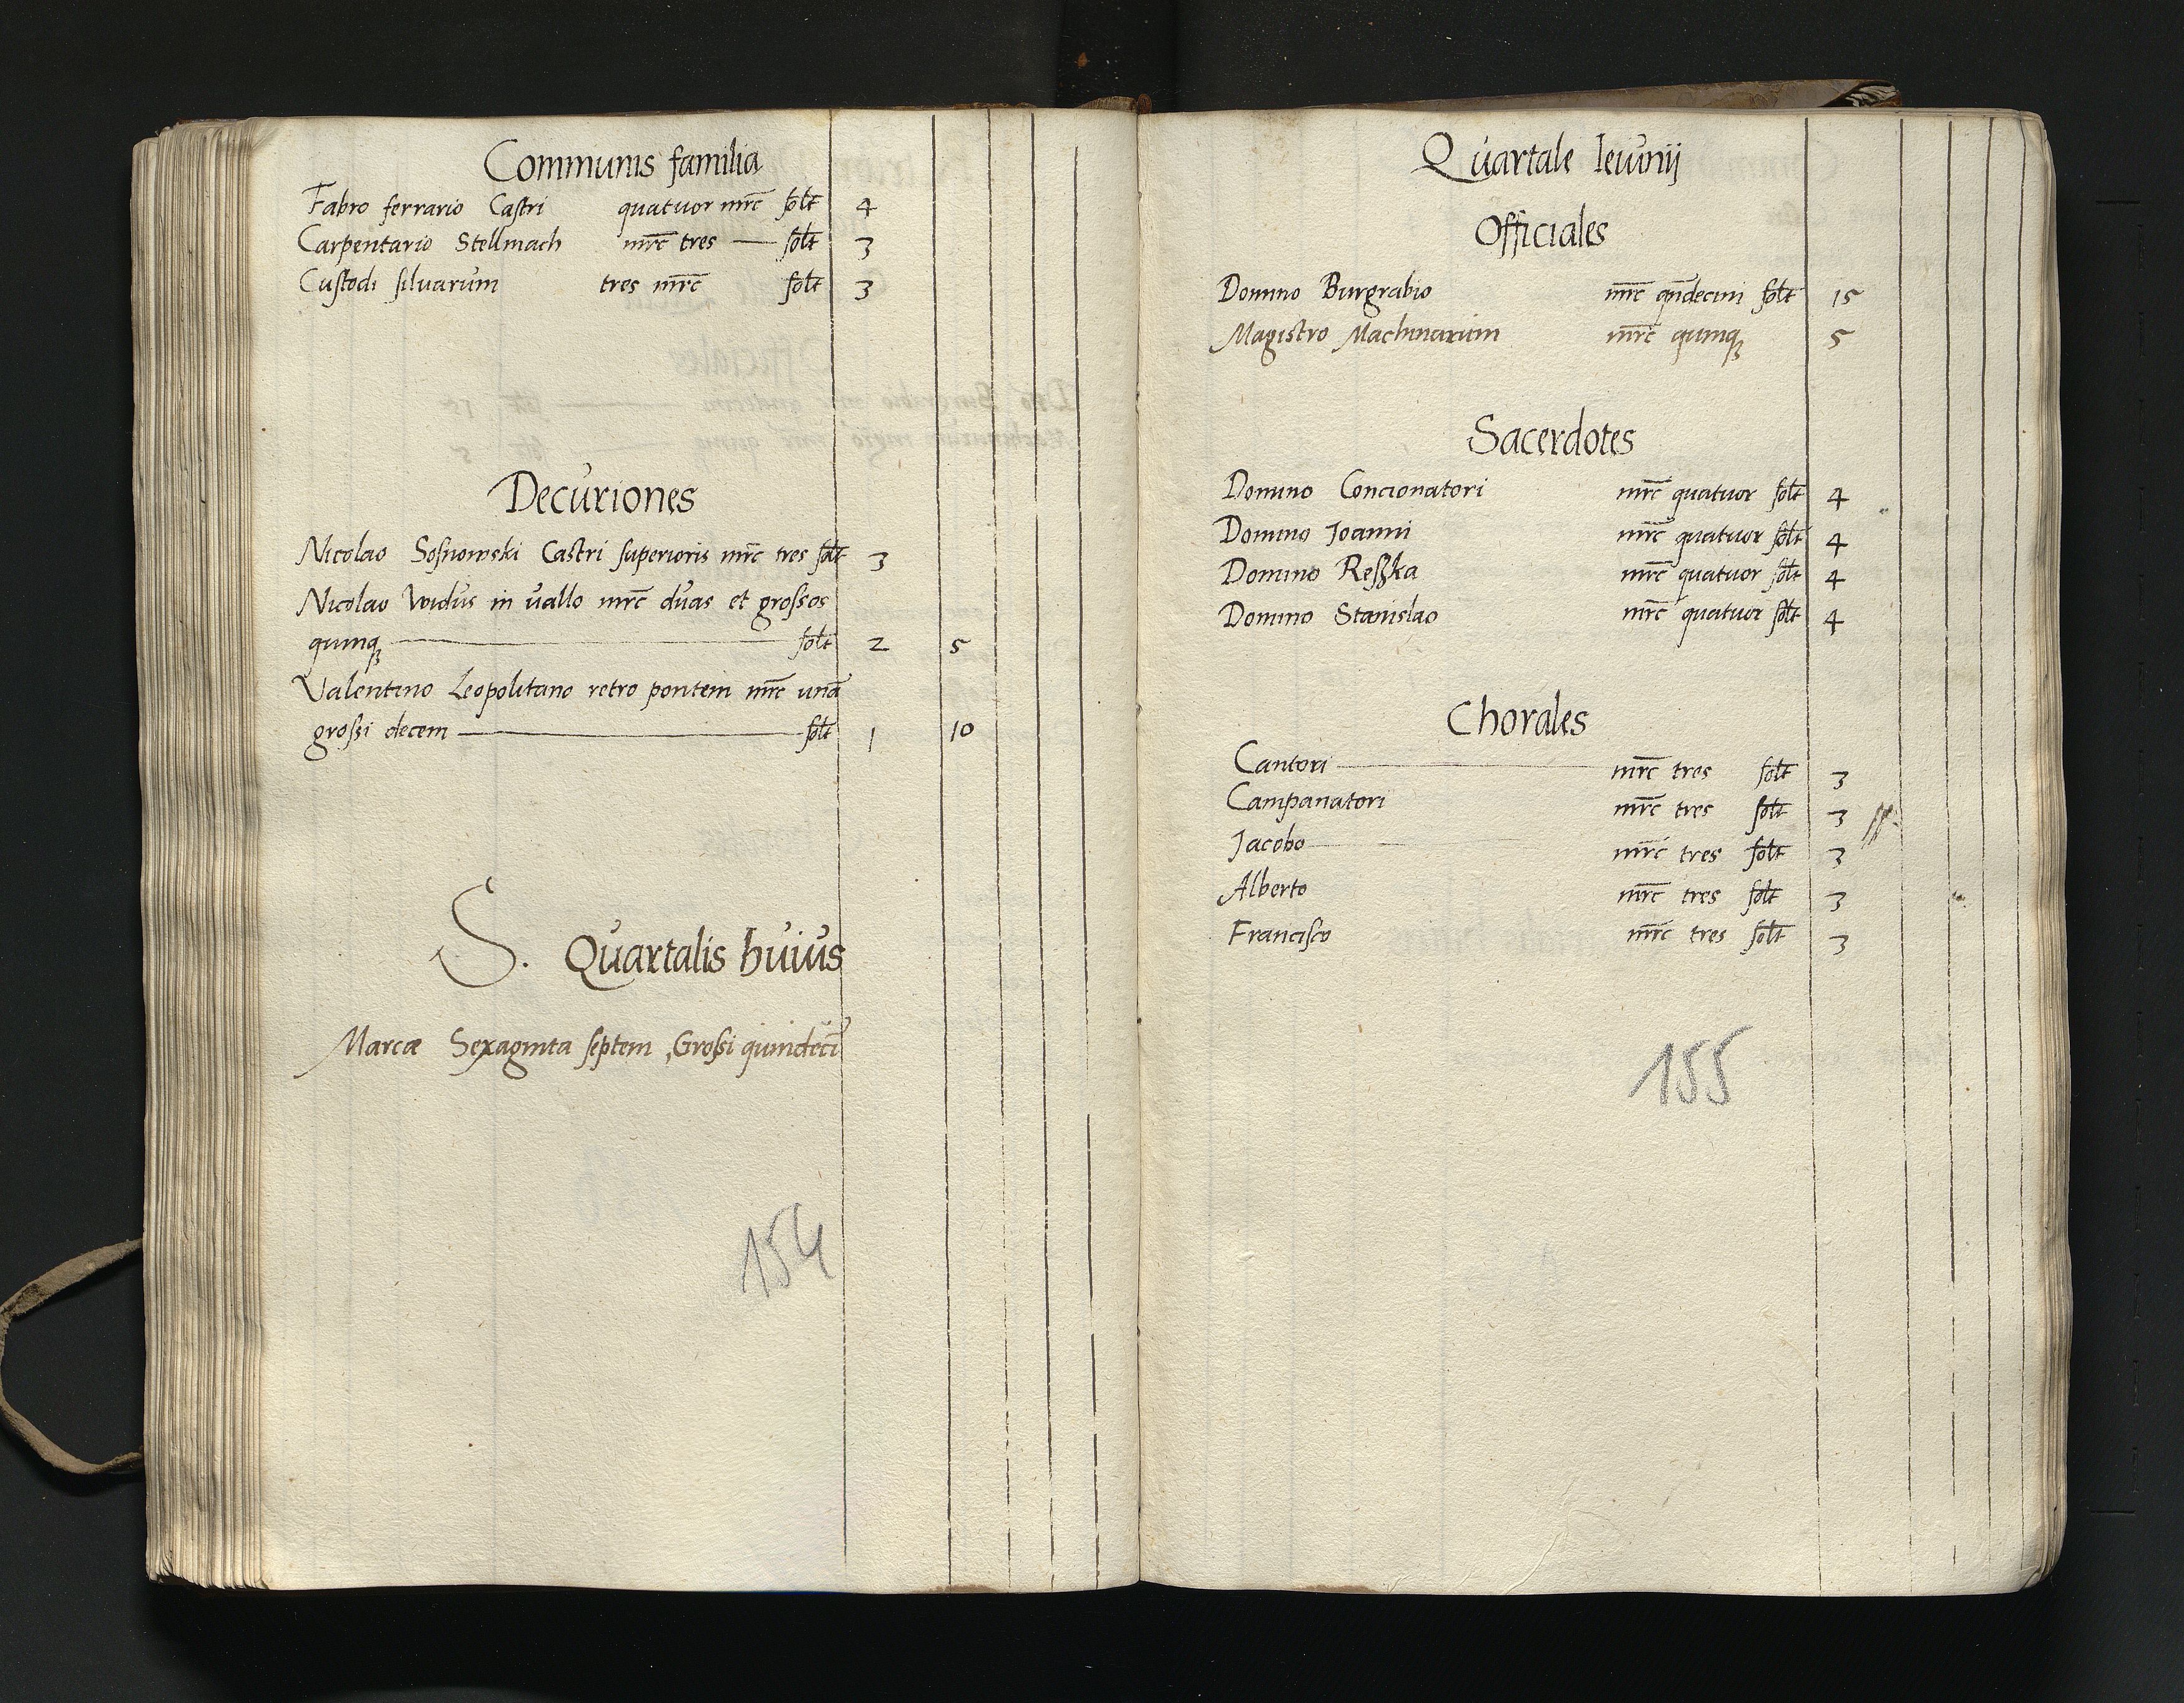 Communis familia
Fabro ferrario Castri quatuor mrc solt 4
Carpentario Stellmach mrc tres — solt 3
Custodi siluarum tres mrc solt 3
Decuriones
Nicolao Sosnowski Castri superioris mrc tres solt 3
Nicolao Widus in uallo mrc duas et grossos
quinq — solt 2 5
Valentino Leopolitano retro pontem mrc una
grossi decem — solt 1 10
S. Quartalis huius
Marcæ Sexaginta septem, Grossi quindeci
154
Quartale Ieiunij
Officiales
Domino Burgrabio mrc qndecim solt 15
Magistro Machinarum mrc quinq 5
Sacerdotes
Domino Concionatori mrc quatuor solt 4
Domino Joanni mrc quatuor solt 4
Domino Reszka mrc quatuor solt 4
Domino Stanislao mrc quatuor solt 4
Chorales
Cantori — mrc tres solt 3
Campanatori mrc tres solt 3
Jacobo mrc tres solt 3
Alberto mrc tres solt 3
Francisco mrc tres solt 3
155